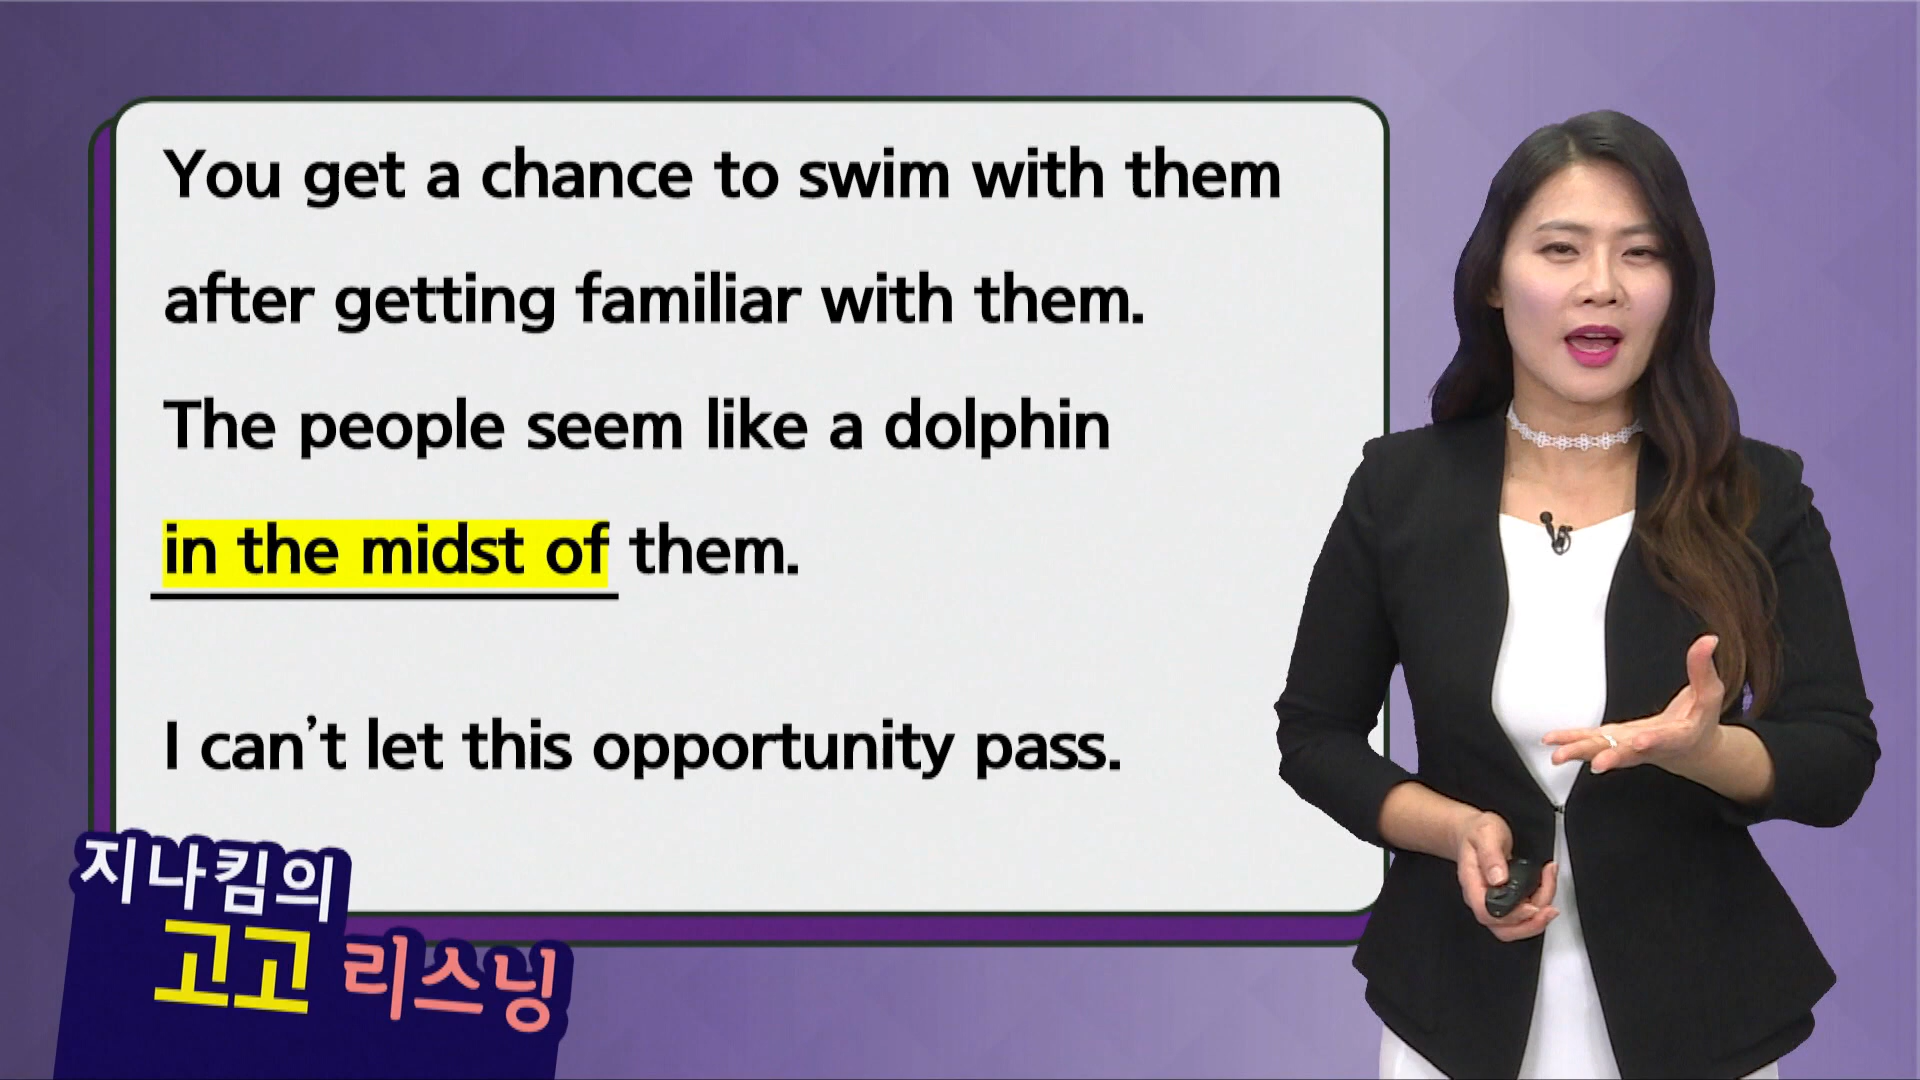 You get a chance to swim with them
after getting familiar with them.
The people seem like a dolphin
in the midst of them.
I can't let this opportunity pass.
지나킴의
고고 리스닝